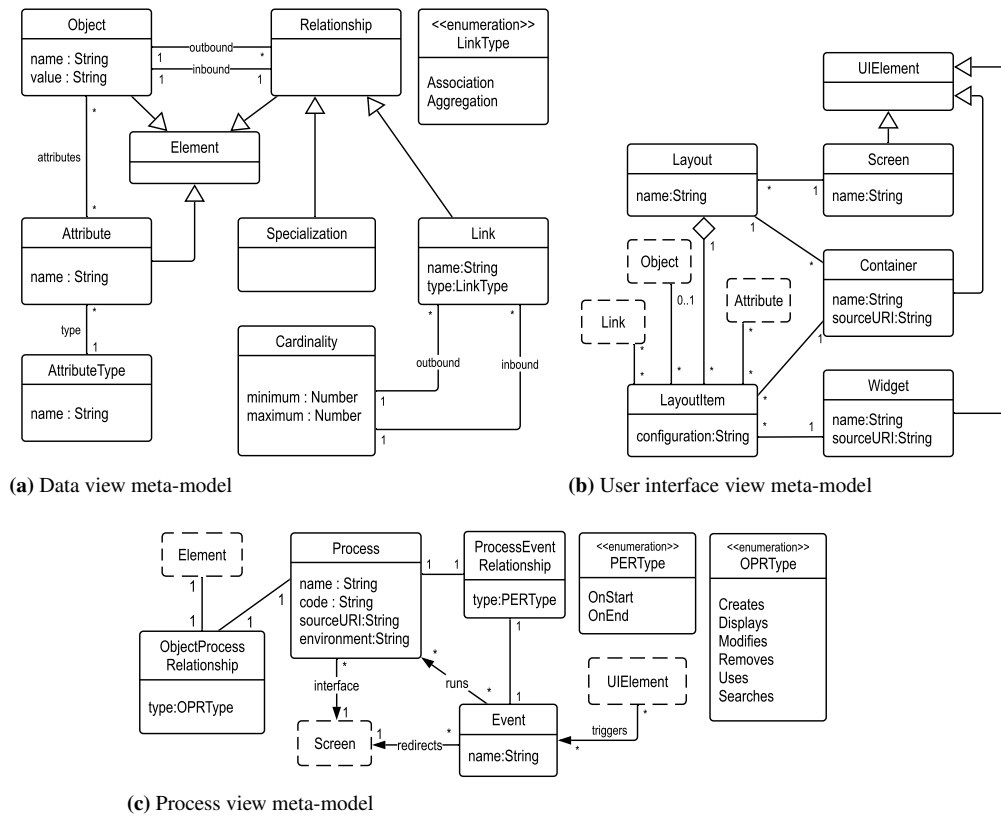 Object
name : String
value : String
outbound
1
*
inbound
1
1
Relationship
<<enumeration>>
LinkType
Association
Aggregation
Element
*
attributes
*
Attribute
name : String
*
type
1
AttributeType
name : String
Specialization
Link
name:String
type:LinkType
*
*
outbound
inbound
Cardinality
minimum : Number
maximum : Number
1
1
(a) Data view meta-model
UIElement
Layout
name:String
*
1
Screen
name:String
1
1
*
Object
0..1
Attribute
Link
*
*
*
*
*
*
Container
name:String
sourceURI:String
1
*
LayoutItem
configuration:String
*
1
Widget
name:String
sourceURI:String
(b) User interface view meta-model
Element
1
1
ObjectProcess
Relationship
type:OPRType
1
1
Process
name : String
code : String
sourceURI:String
environment:String
1
1
ProcessEvent
Relationship
type:PERType
1
1
<<enumeration>>
PERType
OnStart
OnEnd
<<enumeration>>
OPRType
Creates
Displays
Modifies
Removes
Uses
Searches
*
interface
1
*
runs
*
Screen
1
redirects
*
Event
name:String
UIElement
*
triggers
*
(c) Process view meta-model